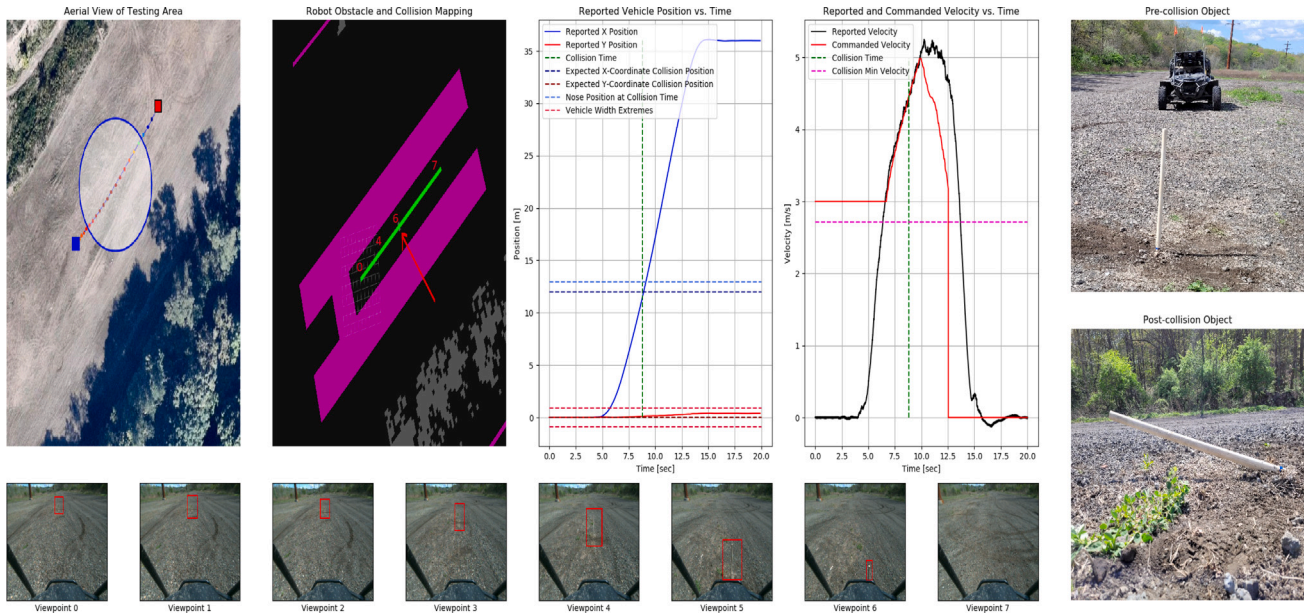 Aerial View of Testing Area
Robot Obstacle and Collision Mapping
0
4
6
7
Reported Vehicle Position vs. Time
Reported X Position
Reported Y Position
Collision Time
Expected X-Coordinate Collision Position
Expected Y-Coordinate Collision Position
Nose Position at Collision Time
Vehicle Width Extremes
Position [m]
35
30
25
20
15
10
5
0
0.0 2.5 5.0 7.5 10.0 12.5 15.0 17.5 20.0
Time [sec]
Reported and Commanded Velocity vs. Time
Reported Velocity
Commanded Velocity
Collision Time
Collision Min Velocity
Velocity [m/s]
5
4
3
2
1
0
0.0 2.5 5.0 7.5 10.0 12.5 15.0 17.5 20.0
Time [sec]
Pre-collision Object
Post-collision Object
Viewpoint 0
Viewpoint 1
Viewpoint 2
Viewpoint 3
Viewpoint 4
Viewpoint 5
Viewpoint 6
Viewpoint 7